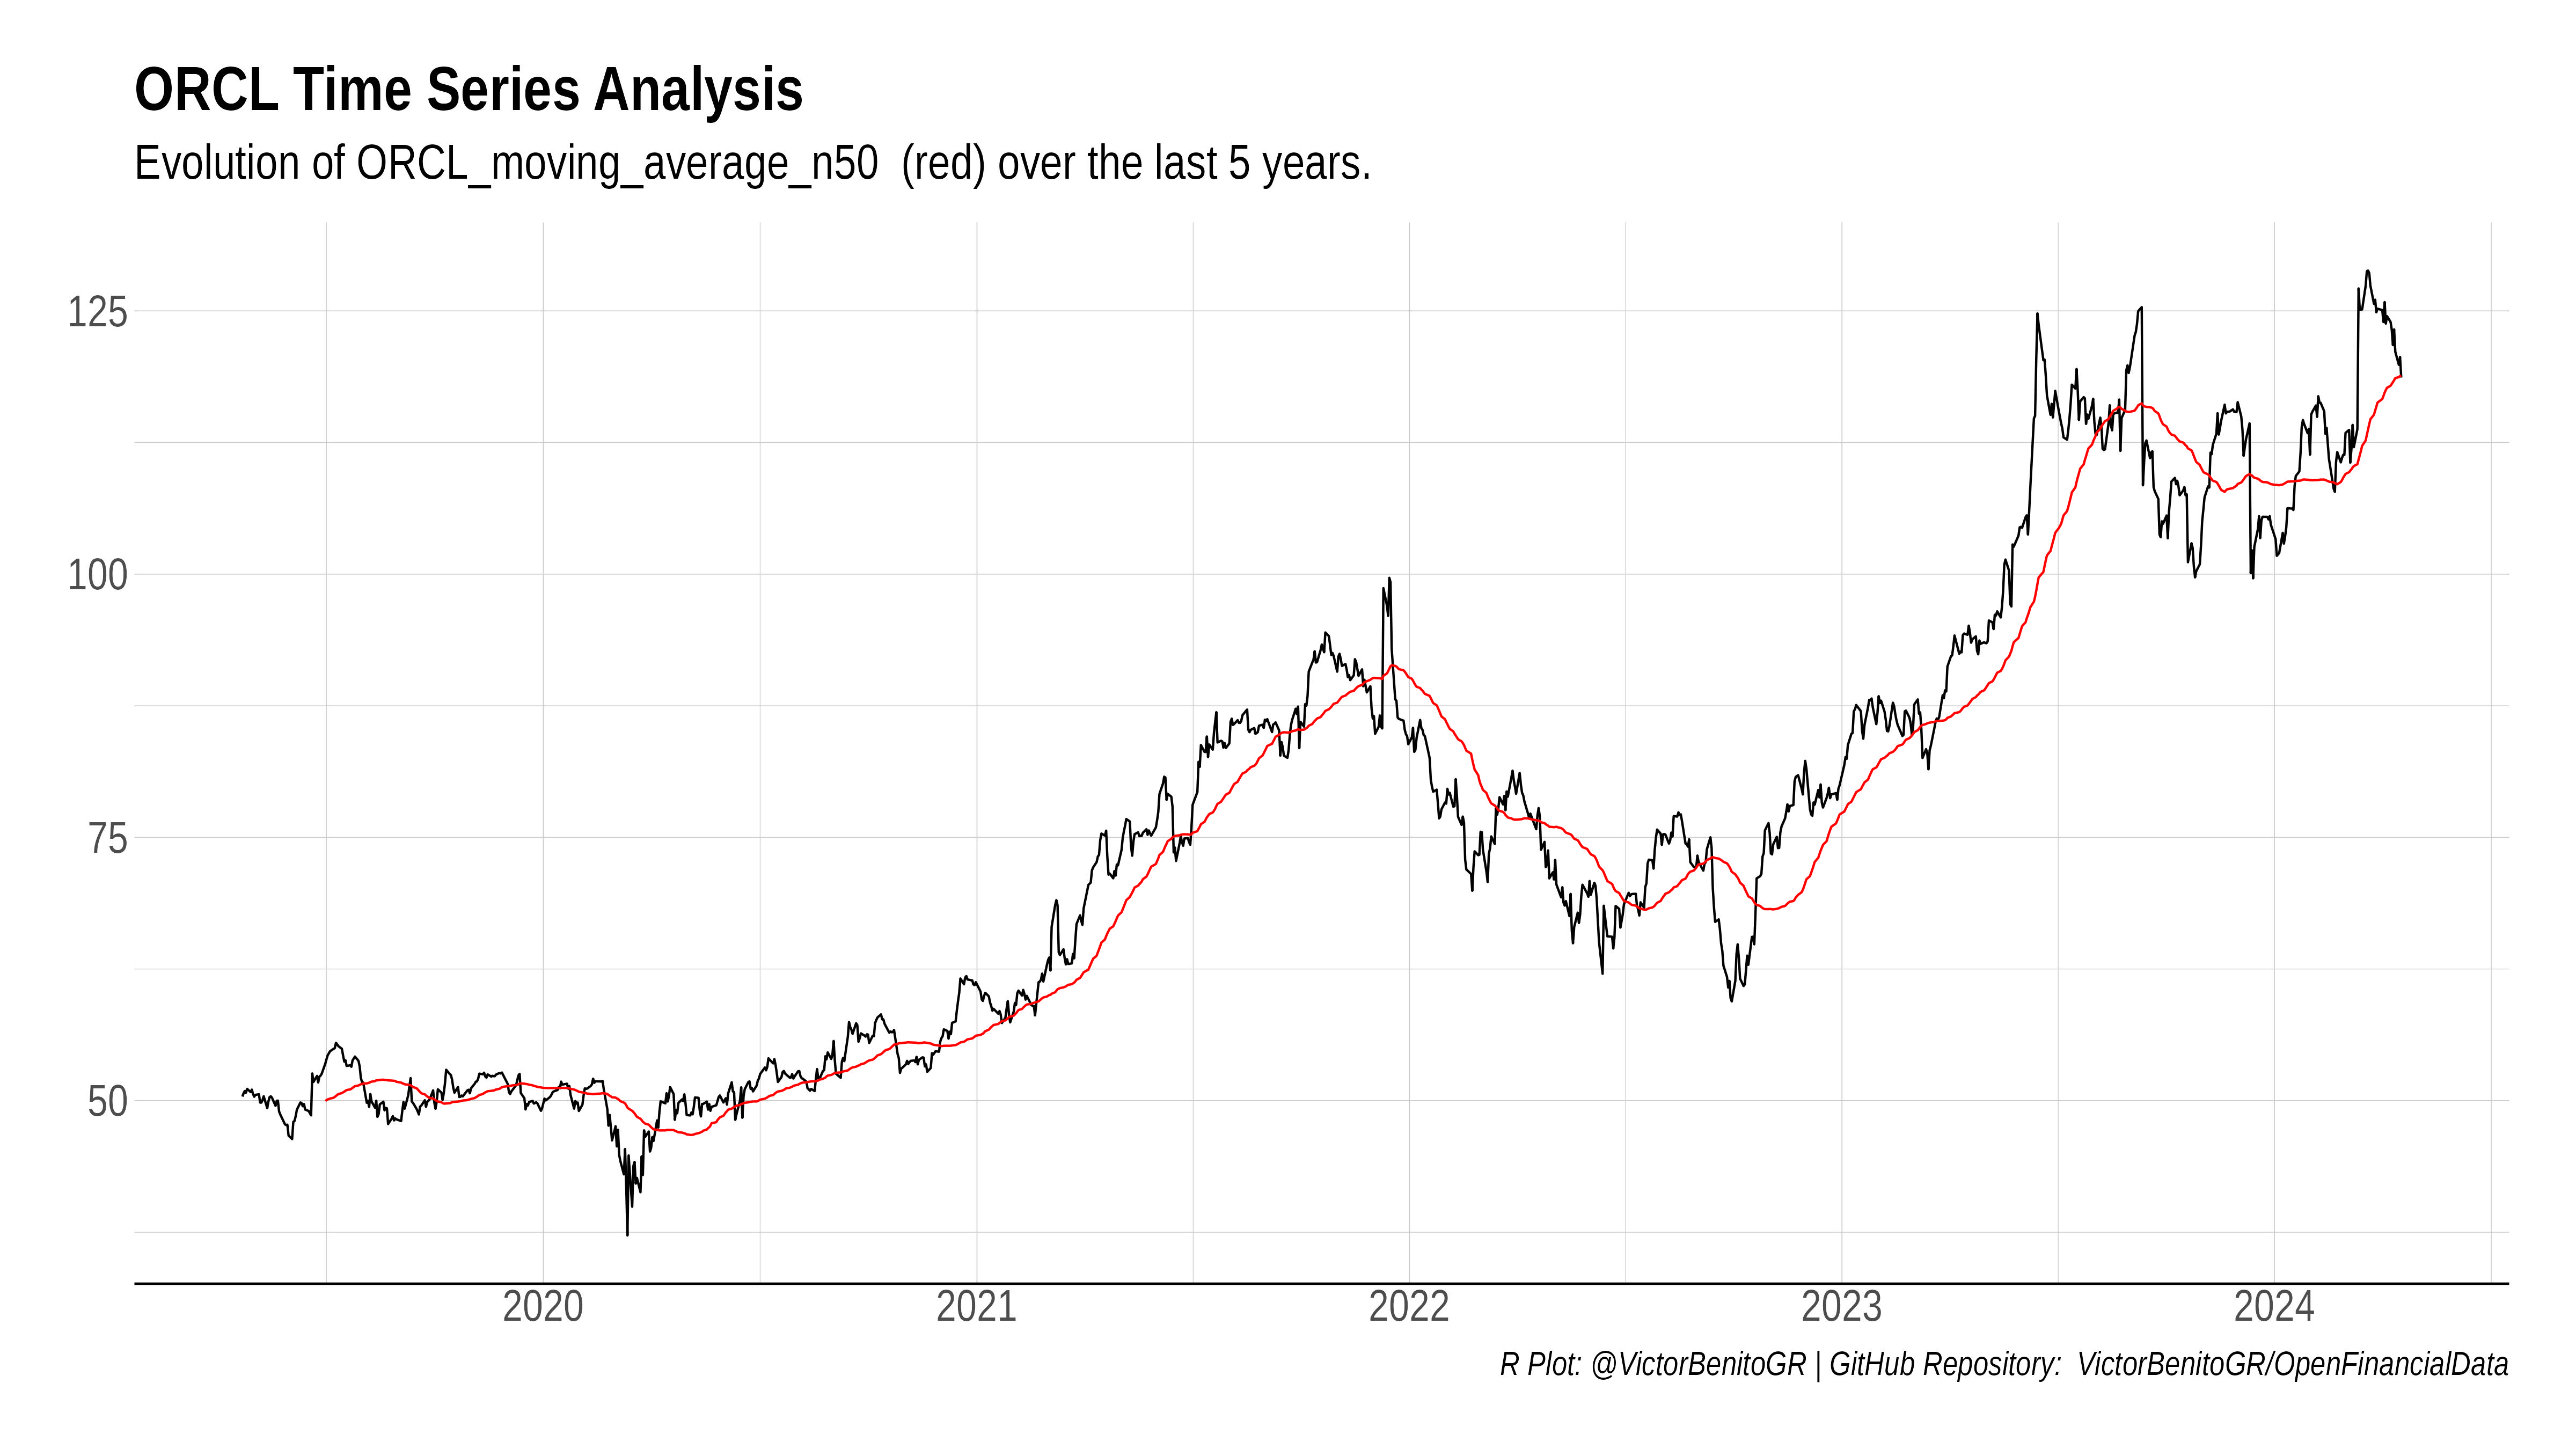 ORCL Time Series Analysis
Evolution of ORCL_moving_average_n50  (red) over the last 5 years.
125
100
75
50
2020 2021 2022 2023 2024
R Plot: @VictorBenitoGR | GitHub Repository:  VictorBenitoGR/OpenFinancialData